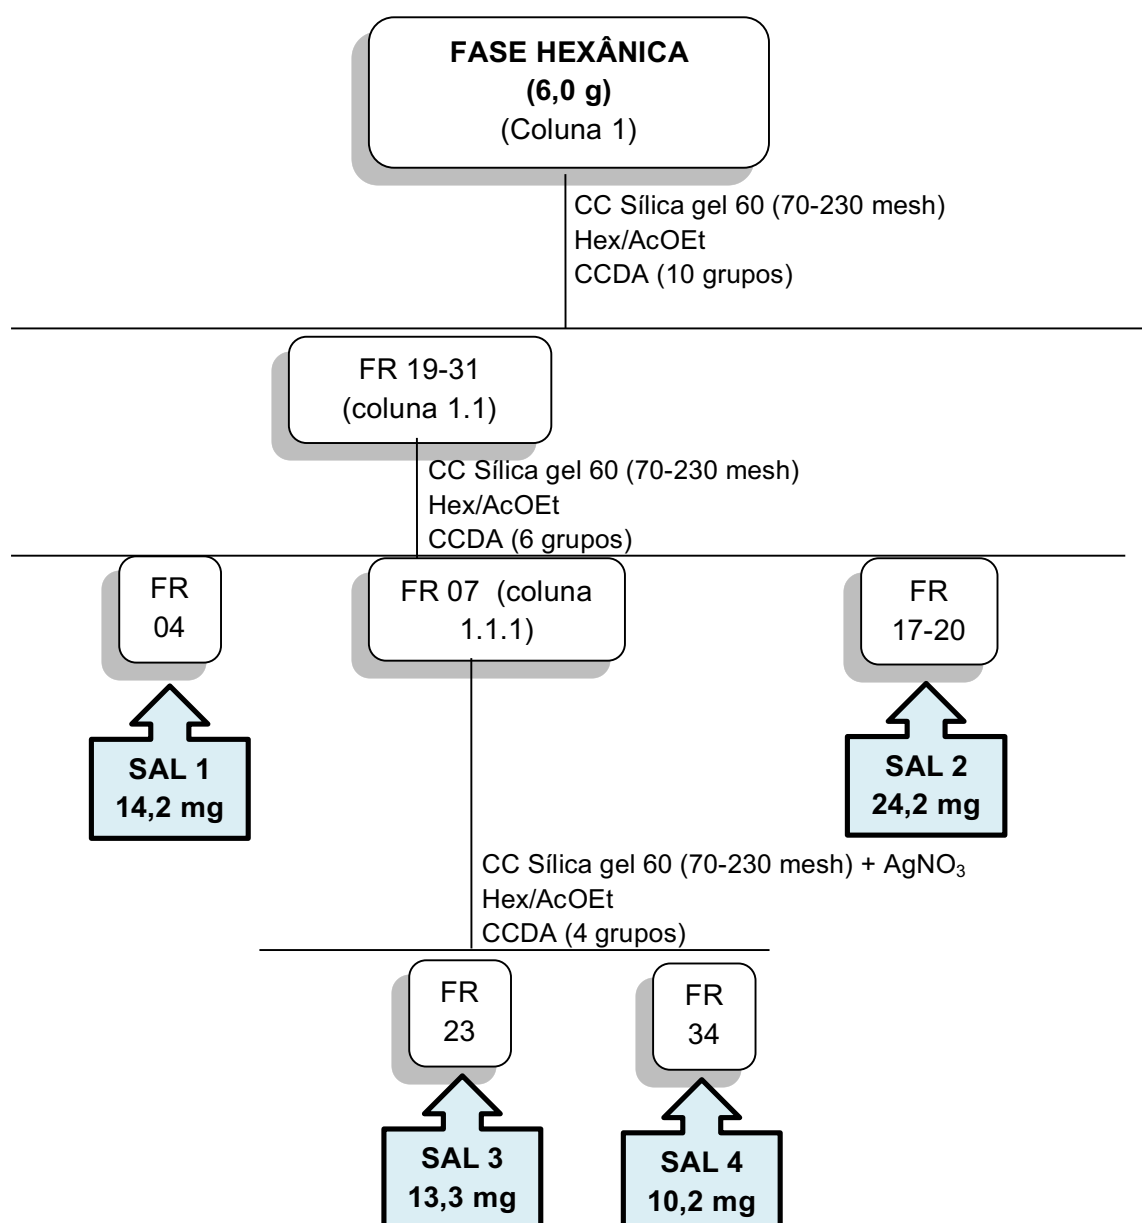 FASE HEXÂNICA
(6,0 g)
(Coluna 1)
CC Sílica gel 60 (70-230 mesh)
Hex/AcOEt
CCDA (10 grupos)
FR 19-31
(coluna 1.1)
CC Sílica gel 60 (70-230 mesh)
Hex/AcOEt
CCDA (6 grupos)
FR
04
FR 07 (coluna
1.1.1)
FR
17-20
SAL 1
14,2 mg
SAL 2
24,2 mg
CC Sílica gel 60 (70-230 mesh) + AgNO₃
Hex/AcOEt
CCDA (4 grupos)
FR
23
FR
34
SAL 3
13,3 mg
SAL 4
10,2 mg